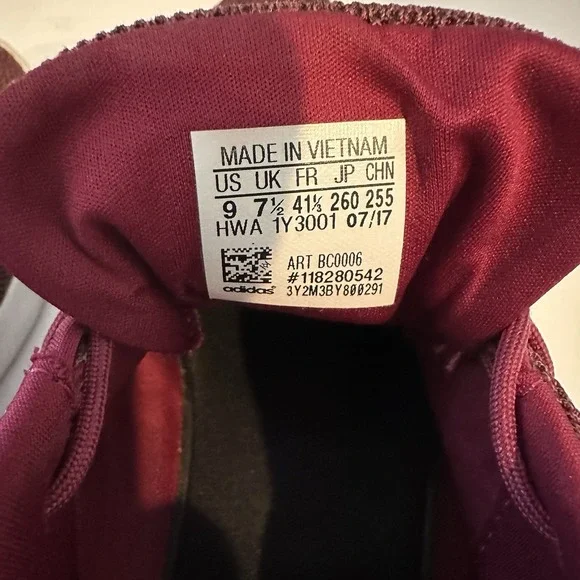 MADE IN VIETNAM
US UK FR JP CHN
9 7½ 41⅓ 260 255
HWA 1Y3001 07/17
ART BC0006
#118280542
adidas 3Y2M3BY800291